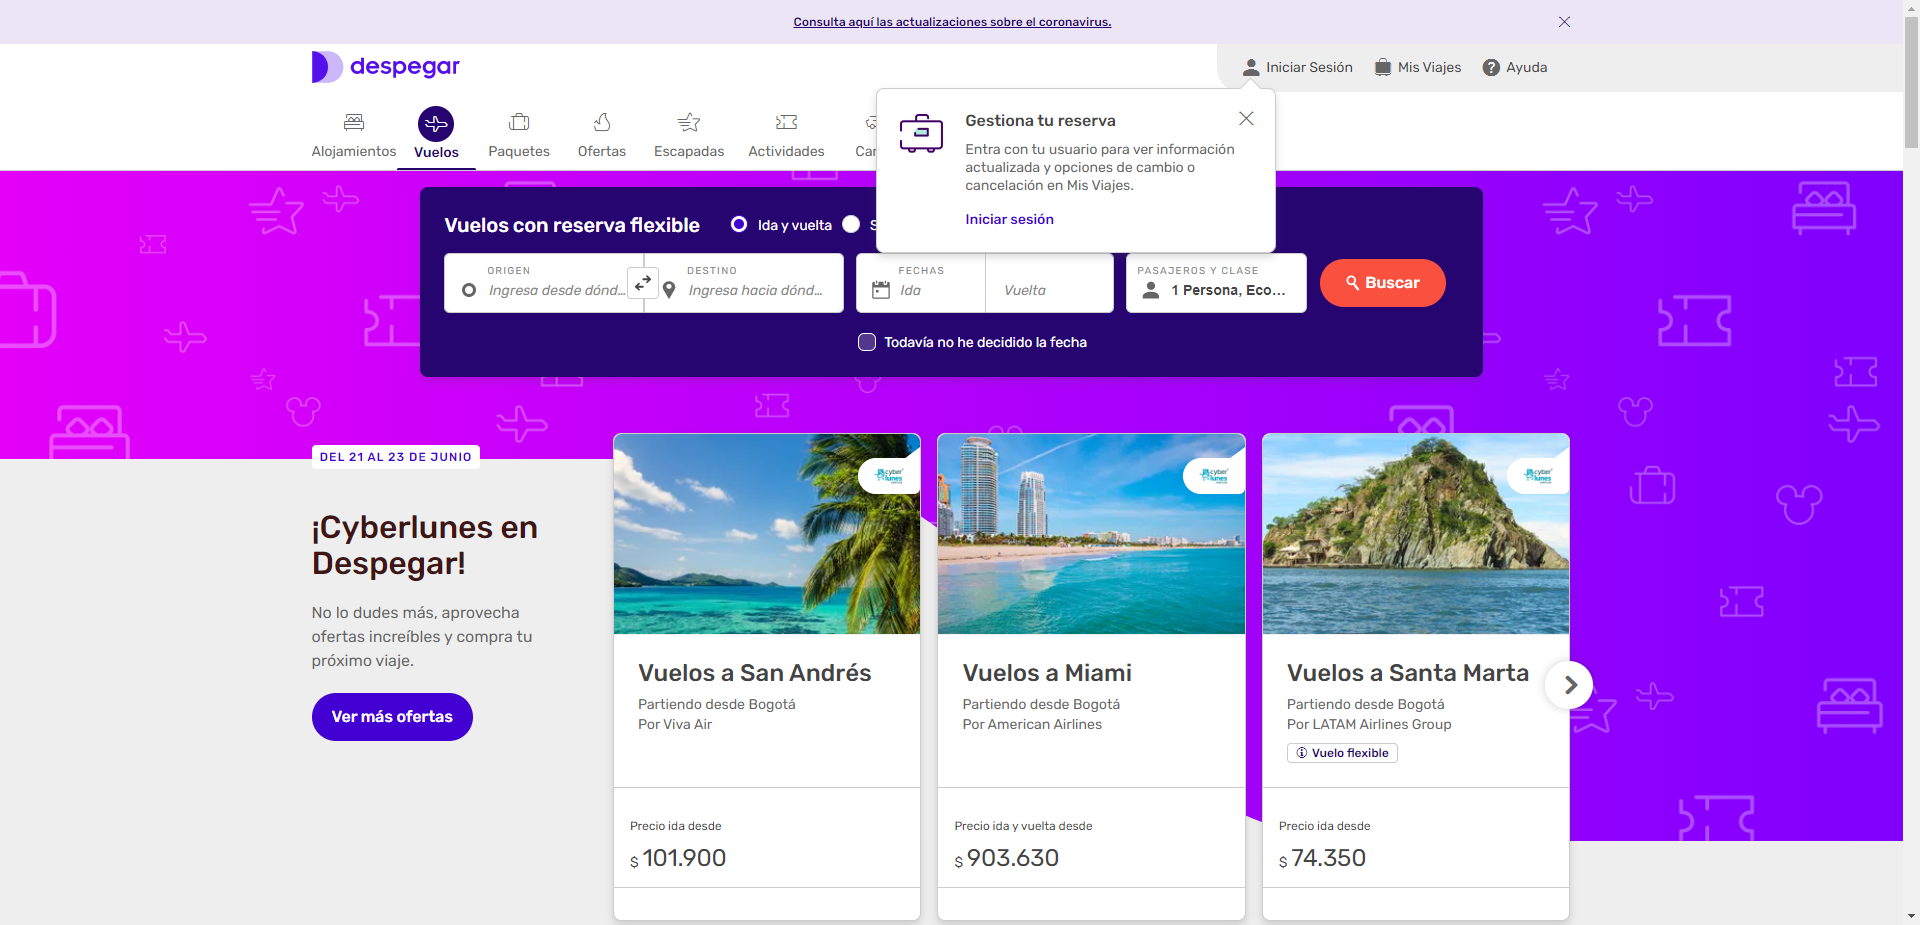 Consulta aquí las actualizaciones sobre el coronavirus.
despegar
Iniciar Sesión
Mis Viajes
Ayuda
Alojamientos
Vuelos
Paquetes
Ofertas
Escapadas
Actividades
Gestiona tu reserva
Entra con tu usuario para ver información
actualizada y opciones de cambio o
cancelación en Mis Viajes.
Iniciar sesión
Vuelos con reserva flexible
Ida y vuelta
ORIGEN
Ingresa desde dónd...
DESTINO
Ingresa hacia dónd...
FECHAS
Ida
Vuelta
PASAJEROS Y CLASE
1 Persona, Eco...
Buscar
Todavía no he decidido la fecha
DEL 21 AL 23 DE JUNIO
¡Cyberlunes en
Despegar!
No lo dudes más, aprovecha
ofertas increíbles y compra tu
próximo viaje.
Ver más ofertas
cyber
lunes
Vuelos a San Andrés
Partiendo desde Bogotá
Por Viva Air
Precio ida desde
$ 101.900
cyber
lunes
Vuelos a Miami
Partiendo desde Bogotá
Por American Airlines
Precio ida y vuelta desde
$ 903.630
cyber
lunes
Vuelos a Santa Marta
Partiendo desde Bogotá
Por LATAM Airlines Group
Vuelo flexible
Precio ida desde
$ 74.350